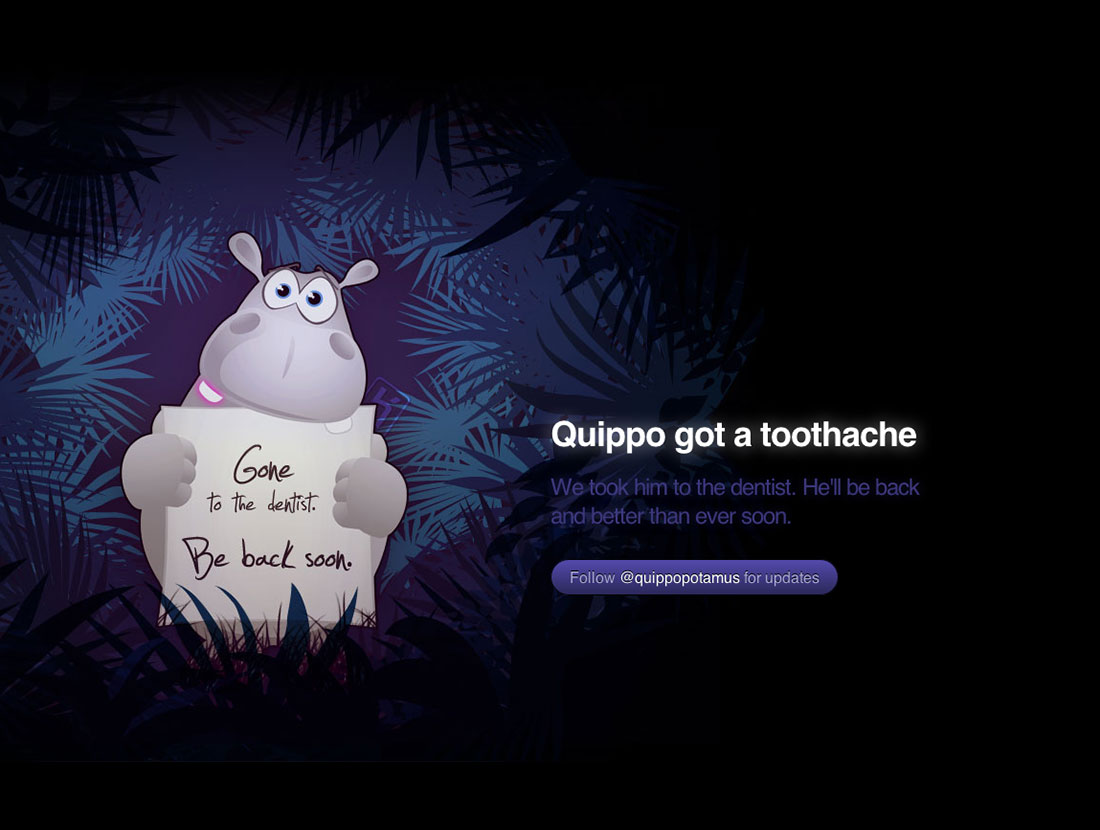 Gone
to the dentist.
Be back soon.
Quippo got a toothache
We took him to the dentist. He'll be back
and better than ever soon.
Follow @quippopotamus for updates